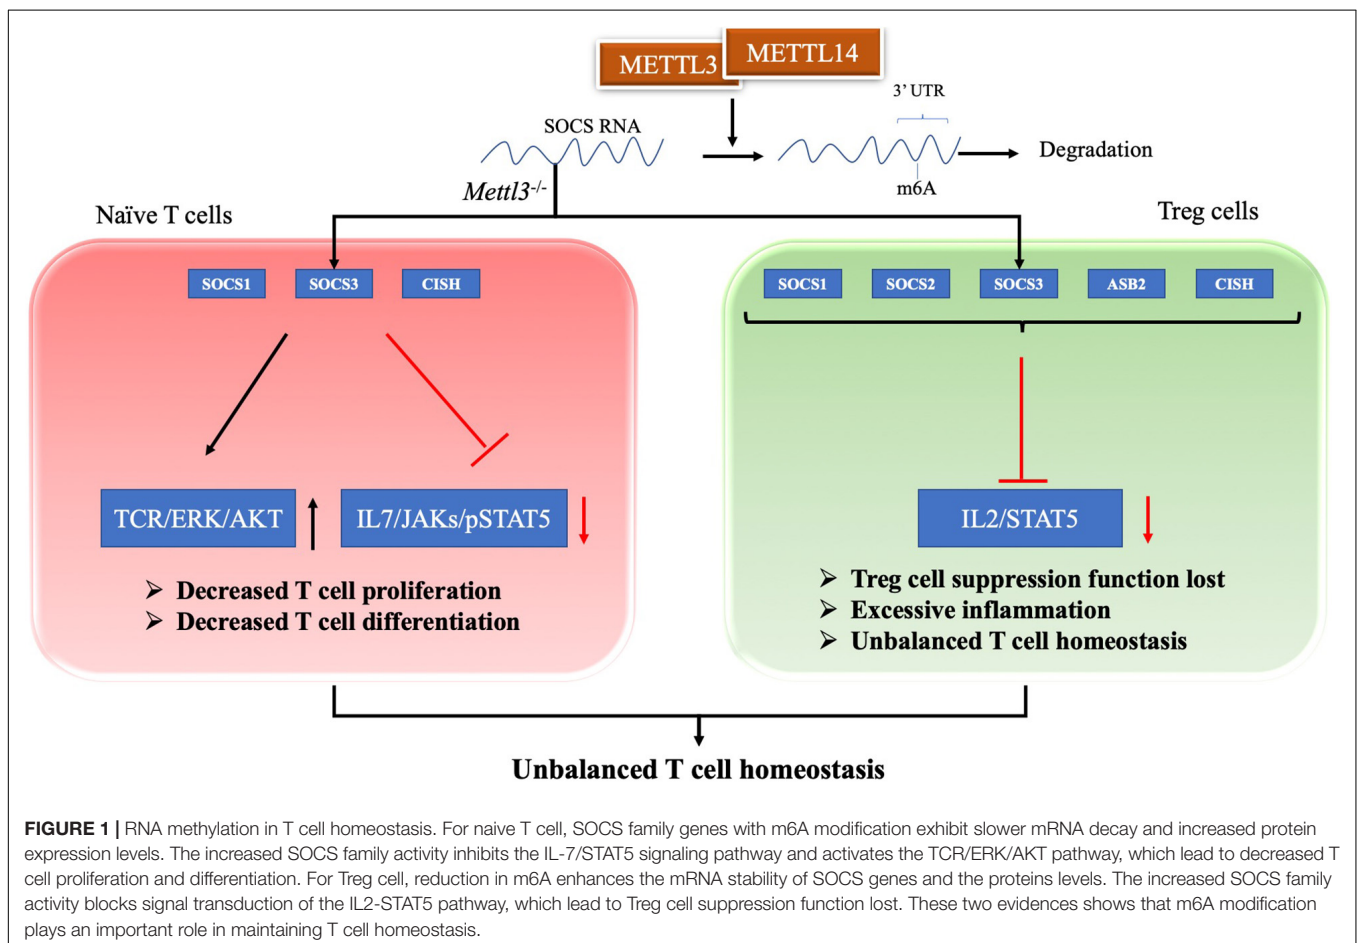 METTL3
METTL14
3’ UTR
SOCS RNA
Degradation
m6A
Mettl3-/-
Naïve T cells
Treg cells
SOCS1
SOCS3
CISH
SOCS1
SOCS2
SOCS3
ASB2
CISH
TCR/ERK/AKT
IL7/JAKs/pSTAT5
IL2/STAT5
➢ Decreased T cell proliferation
➢ Decreased T cell differentiation
➢ Treg cell suppression function lost
➢ Excessive inflammation
➢ Unbalanced T cell homeostasis
Unbalanced T cell homeostasis
FIGURE 1 | RNA methylation in T cell homeostasis. For naive T cell, SOCS family genes with m6A modification exhibit slower mRNA decay and increased protein
expression levels. The increased SOCS family activity inhibits the IL-7/STAT5 signaling pathway and activates the TCR/ERK/AKT pathway, which lead to decreased T
cell proliferation and differentiation. For Treg cell, reduction in m6A enhances the mRNA stability of SOCS genes and the proteins levels. The increased SOCS family
activity blocks signal transduction of the IL2-STAT5 pathway, which lead to Treg cell suppression function lost. These two evidences shows that m6A modification
plays an important role in maintaining T cell homeostasis.